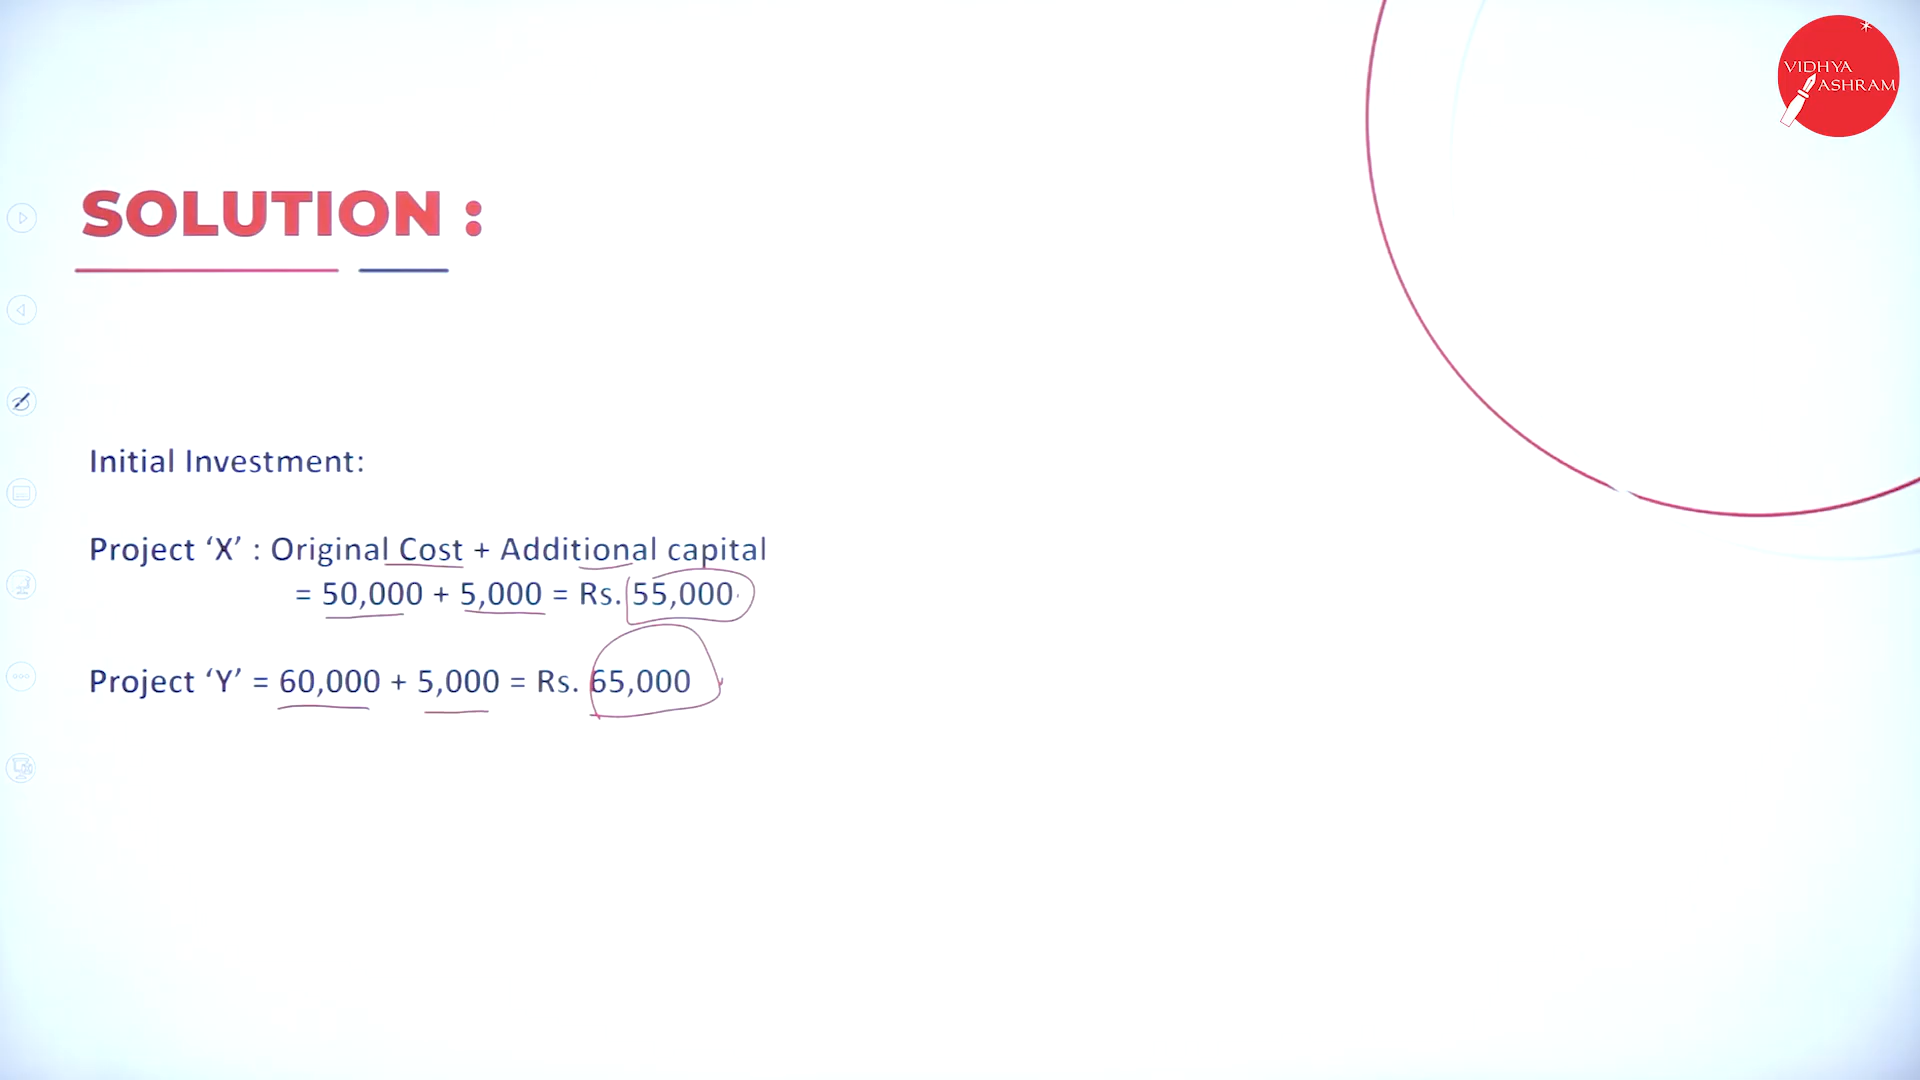 VIDHYA
ASHRAM
SOLUTION :
Initial Investment:
Project ‘X’ : Original Cost + Additional capital
= 50,000 + 5,000 = Rs. 55,000
Project ‘Y’ = 60,000 + 5,000 = Rs. 65,000